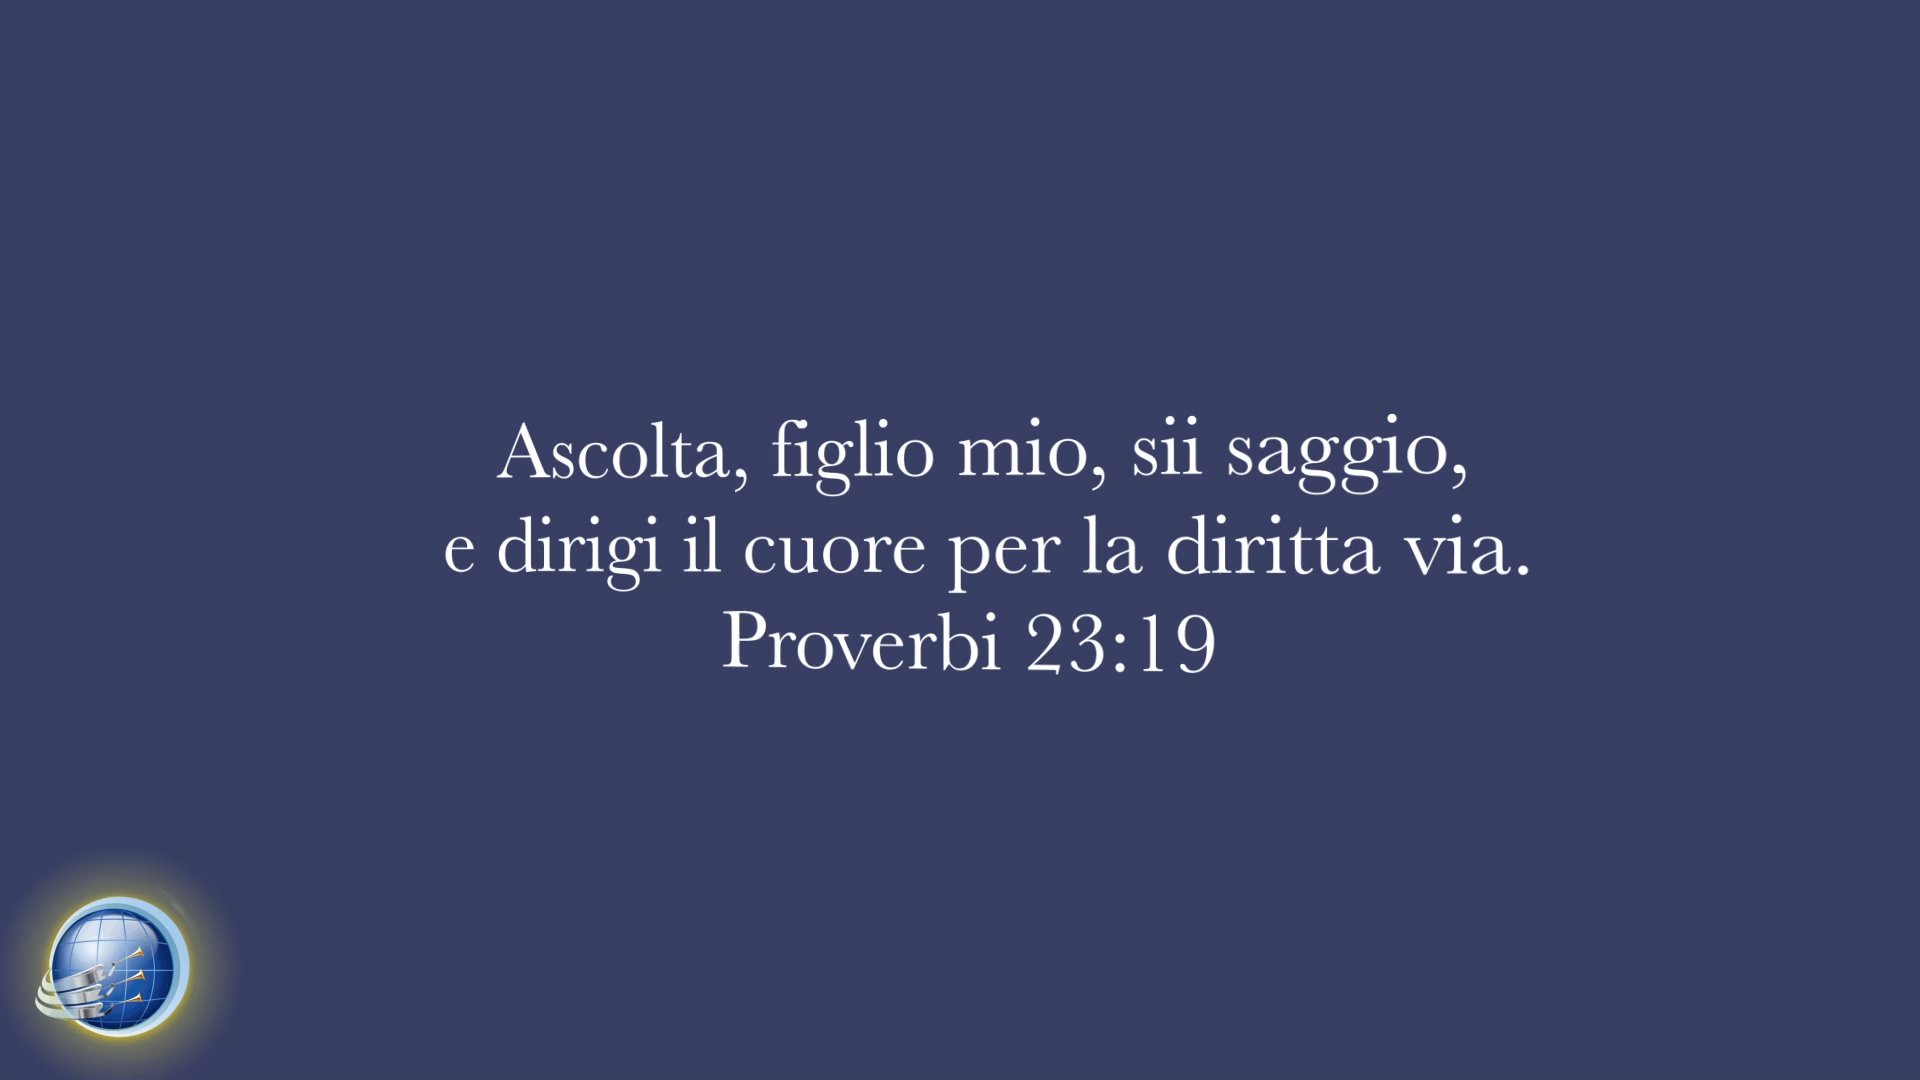 Ascolta, figlio mio, sii saggio,
e dirigi il cuore per la diritta via.
Proverbi 23:19